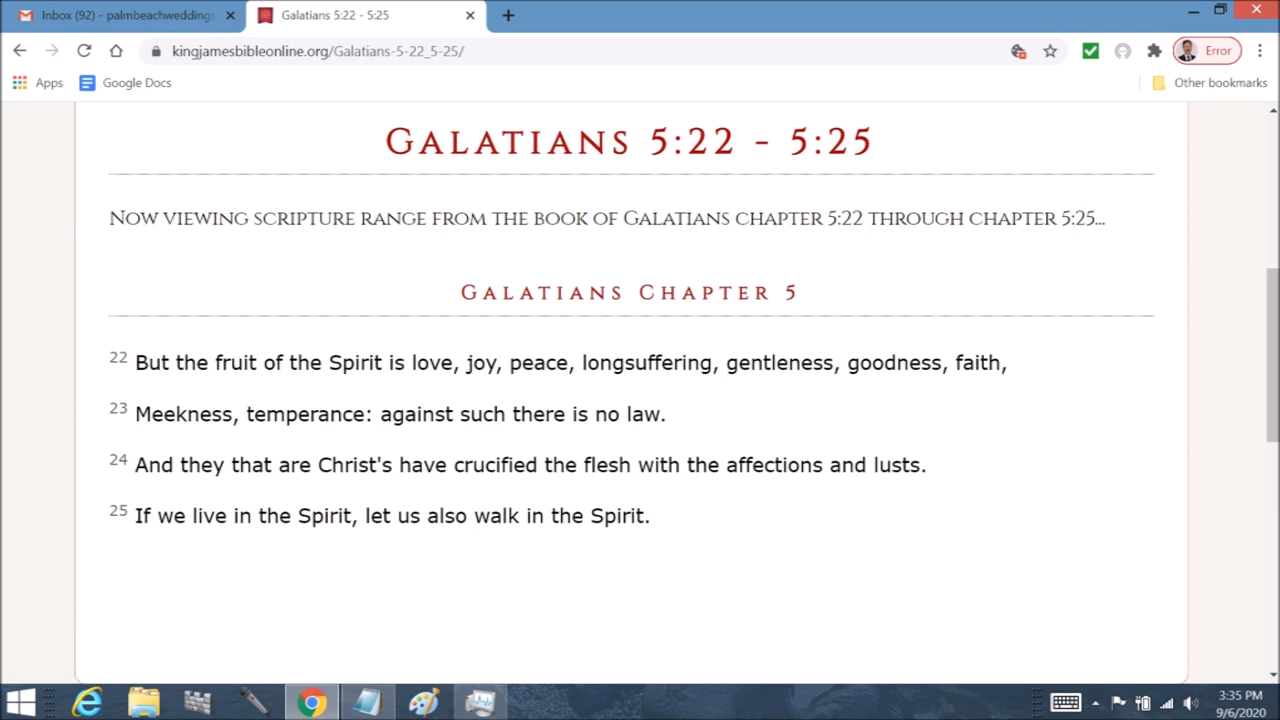 Inbox (92) - palmbeachwedding
Galatians 5:22 - 5:25
kingjamesbibleonline.org/Galatians-5-22_5-25/
Error
Apps
Google Docs
Other bookmarks
Galatians 5:22 - 5:25
Now viewing scripture range from the book of Galatians chapter 5:22 through chapter 5:25...
Galatians Chapter 5
22 But the fruit of the Spirit is love, joy, peace, longsuffering, gentleness, goodness, faith,
23 Meekness, temperance: against such there is no law.
24 And they that are Christ's have crucified the flesh with the affections and lusts.
25 If we live in the Spirit, let us also walk in the Spirit.
3:35 PM
9/6/2020